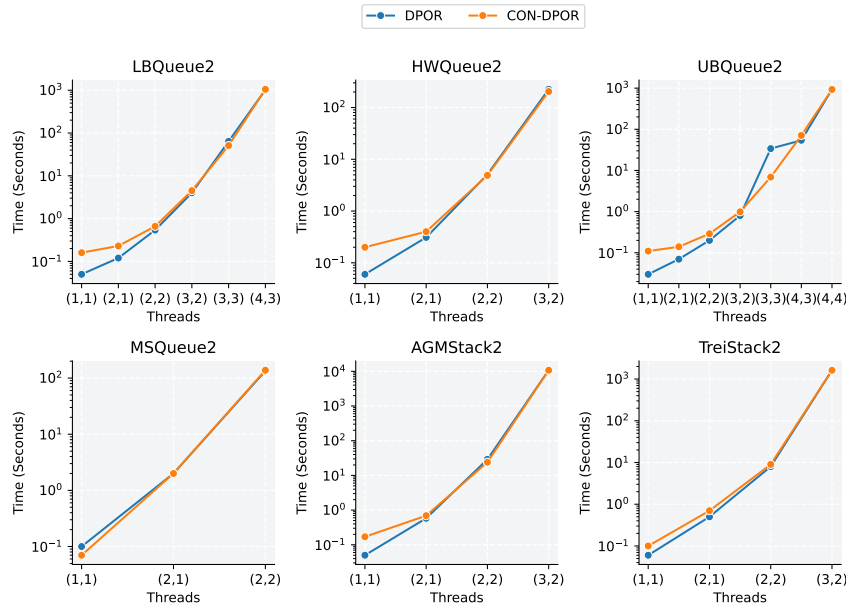 DPOR CON-DPOR
LBQueue2
Time (Seconds)
10^3
10^2
10^1
10^0
10^−1
(1,1) (2,1) (2,2) (3,2) (3,3) (4,3)
Threads
HWQueue2
Time (Seconds)
10^2
10^1
10^0
10^−1
(1,1) (2,1) (2,2) (3,2)
Threads
UBQueue2
Time (Seconds)
10^3
10^2
10^1
10^0
10^−1
(1,1) (2,1) (2,2) (3,2) (3,3) (4,3) (4,4)
Threads
MSQueue2
Time (Seconds)
10^2
10^1
10^0
10^−1
(1,1) (2,1) (2,2)
Threads
AGMStack2
Time (Seconds)
10^4
10^3
10^2
10^1
10^0
10^−1
(1,1) (2,1) (2,2) (3,2)
Threads
TreiStack2
Time (Seconds)
10^3
10^2
10^1
10^0
10^−1
(1,1) (2,1) (2,2) (3,2)
Threads